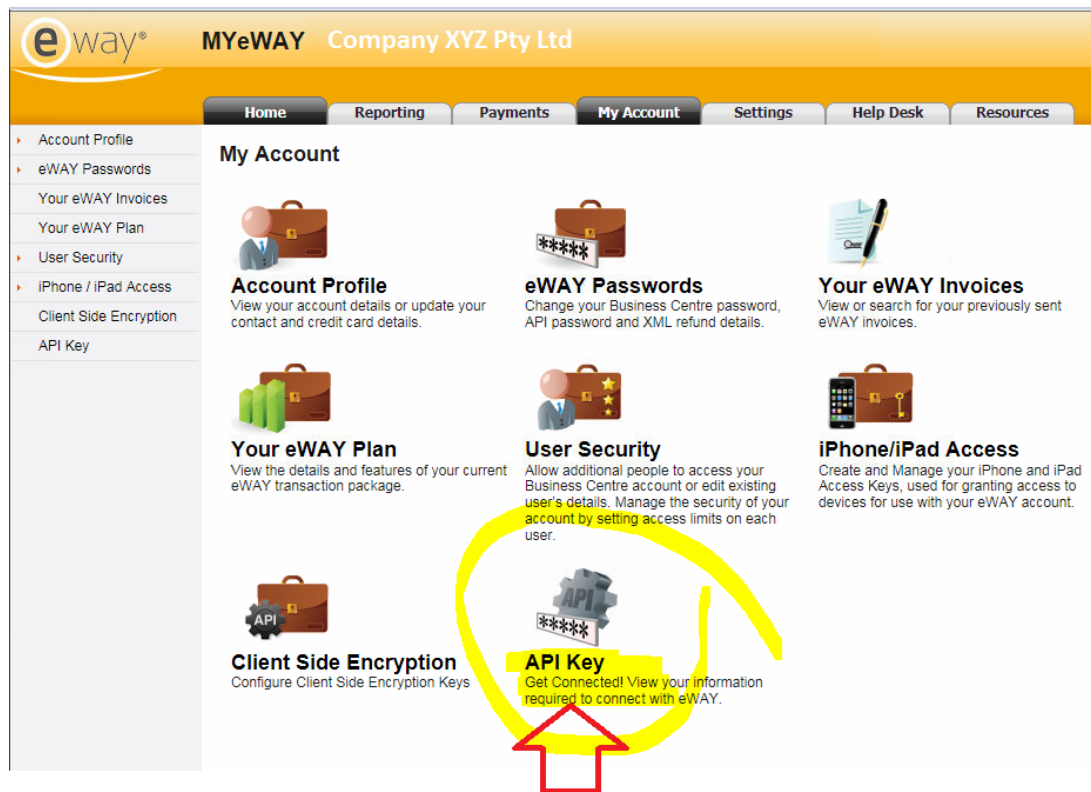 eway®
MYeWAY Company XYZ Pty Ltd
Home Reporting Payments My Account Settings Help Desk Resources
Account Profile
eWAY Passwords
Your eWAY Invoices
Your eWAY Plan
User Security
iPhone / iPad Access
Client Side Encryption
API Key
My Account
Account Profile
View your account details or update your
contact and credit card details.
*****
eWAY Passwords
Change your Business Centre password,
API password and XML refund details.
Your eWAY Invoices
View or search for your previously sent
eWAY invoices.
Your eWAY Plan
View the details and features of your current
eWAY transaction package.
User Security
Allow additional people to access your
Business Centre account or edit existing
user's details. Manage the security of your
account by setting access limits on each
user.
iPhone/iPad Access
Create and Manage your iPhone and iPad
Access Keys, used for granting access to
devices for use with your eWAY account.
API
Client Side Encryption
Configure Client Side Encryption Keys
API
*****
API Key
Get Connected! View your information
required to connect with eWAY.